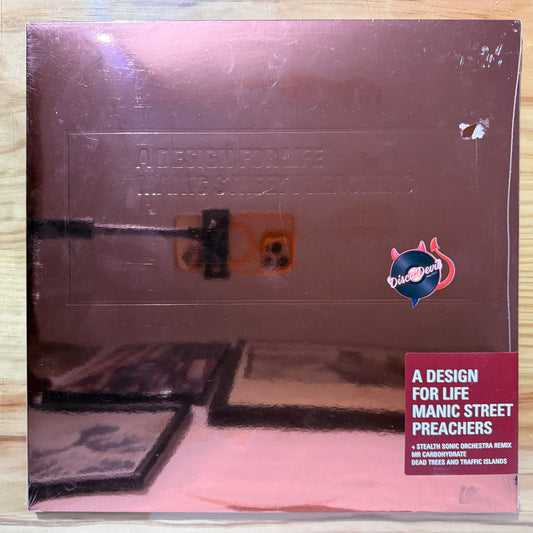 A DESIGN FOR LIFE
MANIC STREET PREACHERS
Disco Devil
A DESIGN
FOR LIFE
MANIC STREET
PREACHERS
+ STEALTH SONIC ORCHESTRA REMIX
MR CARBOHYDRATE
DEAD TREES AND TRAFFIC ISLANDS